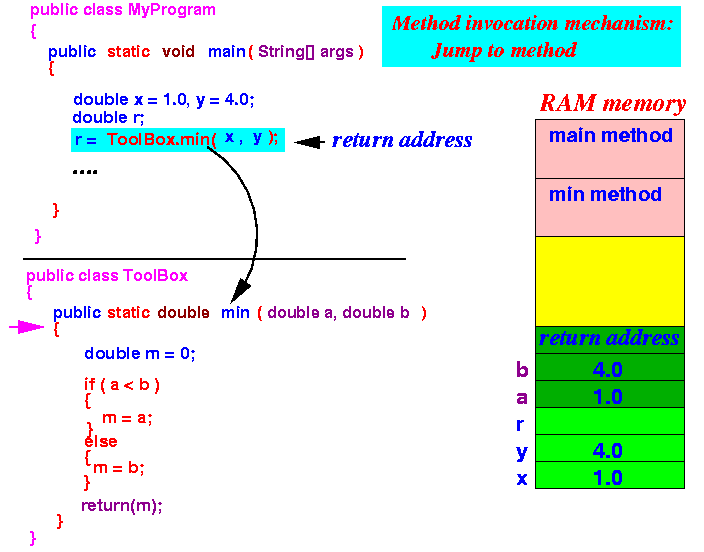 public class MyProgram
{
public static void main ( String[] args )
{
Method invocation mechanism:
Jump to method
double x = 1.0, y = 4.0;
double r;
r = ToolBox.min( x , y );
return address
....
}
}
public class ToolBox
{
public static double min ( double a, double b )
{
double m = 0;
if ( a < b )
{
m = a;
}
else
{
m = b;
}
return(m);
}
}
RAM memory
main method
min method
return address
b 4.0
a 1.0
r
y 4.0
x 1.0